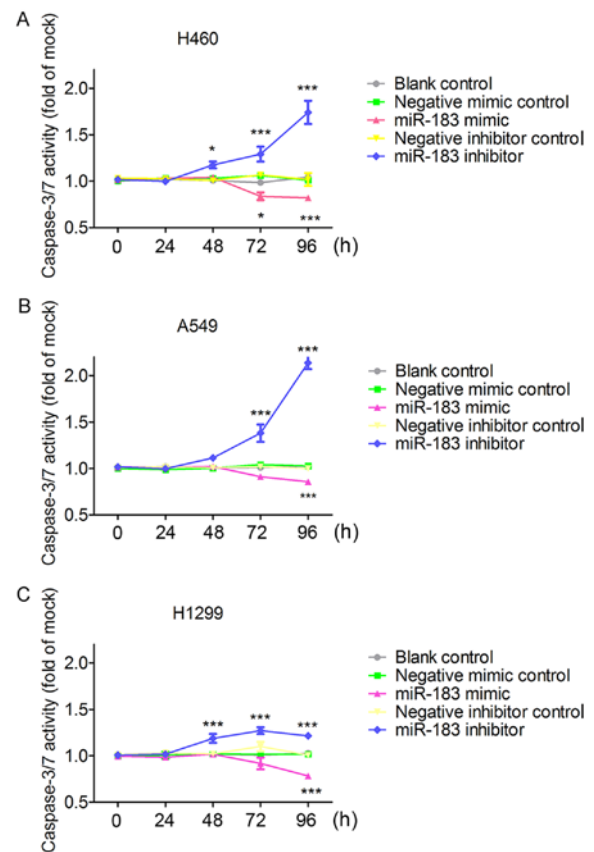 A
H460
Caspase-3/7 activity (fold of mock)
2.0
1.5
1.0
0.5
*
***
***
*
***
0 24 48 72 96 (h)
Blank control
Negative mimic control
miR-183 mimic
Negative inhibitor control
miR-183 inhibitor
B
A549
Caspase-3/7 activity (fold of mock)
2.0
1.5
1.0
0.5
***
***
***
0 24 48 72 96 (h)
Blank control
Negative mimic control
miR-183 mimic
Negative inhibitor control
miR-183 inhibitor
C
H1299
Caspase-3/7 activity (fold of mock)
2.0
1.5
1.0
0.5
*** *** ***
***
0 24 48 72 96 (h)
Blank control
Negative mimic control
miR-183 mimic
Negative inhibitor control
miR-183 inhibitor